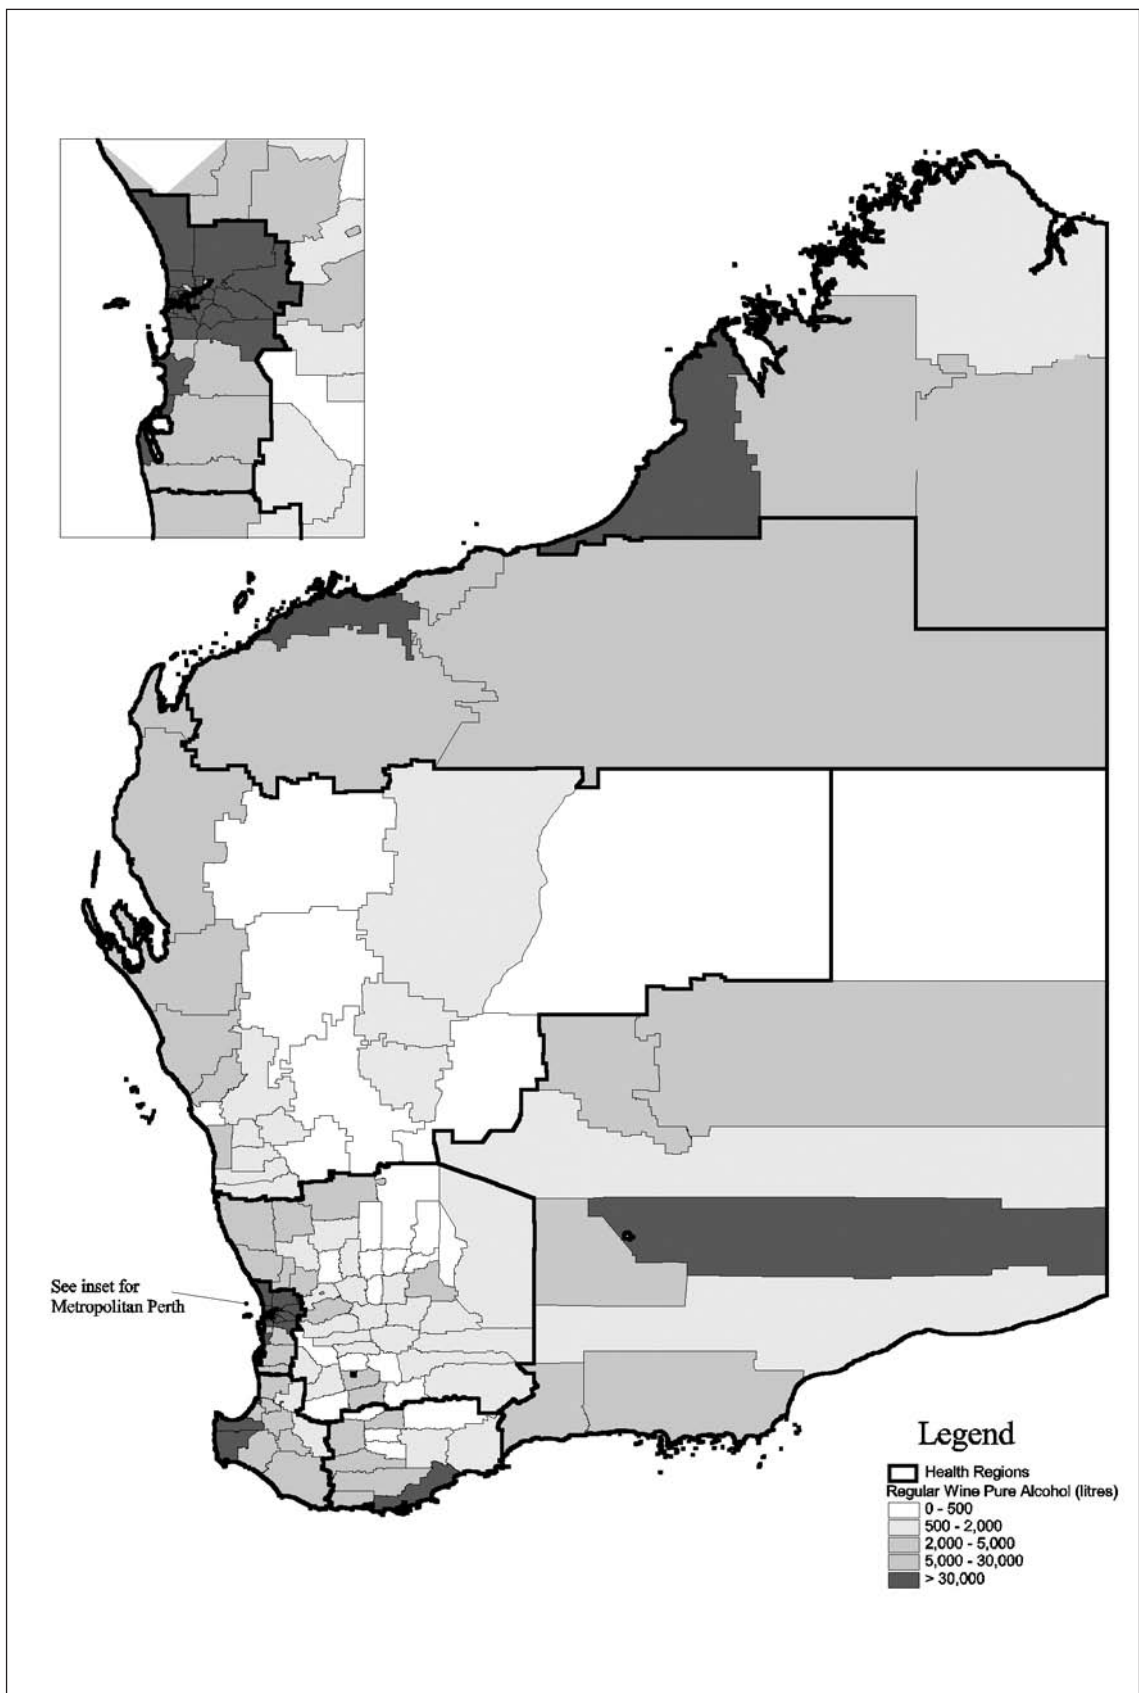 See inset for
Metropolitan Perth
Legend
Health Regions
Regular Wine Pure Alcohol (litres)
0 - 500
500 - 2,000
2,000 - 5,000
5,000 - 30,000
> 30,000